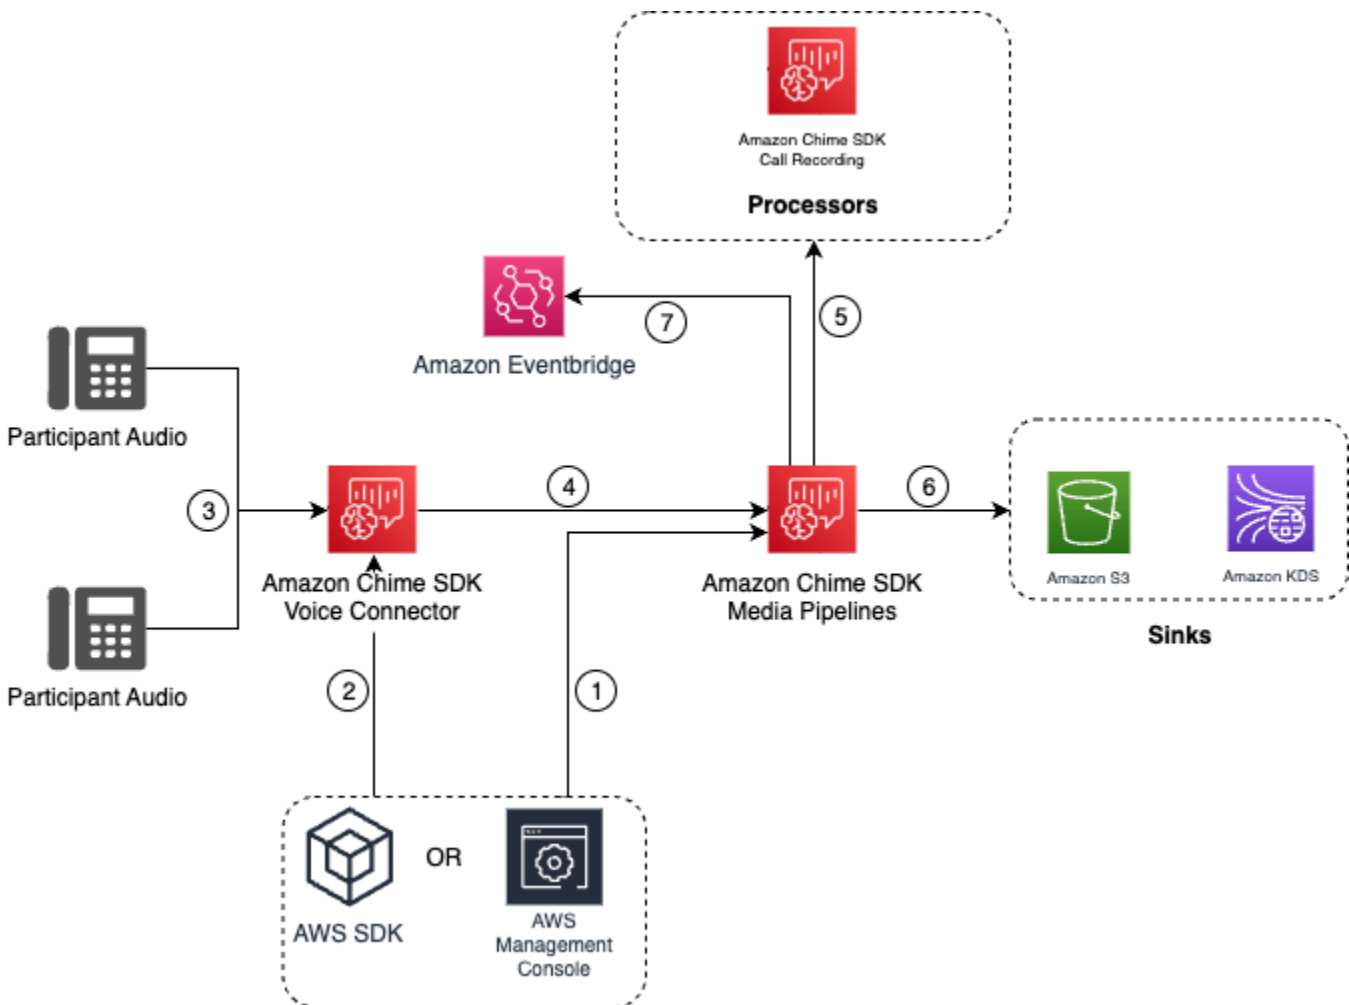 Amazon Chime SDK
Call Recording
Processors
7
5
Amazon Eventbridge
Participant Audio
3
4
6
Amazon Chime SDK
Voice Connector
Amazon Chime SDK
Media Pipelines
Amazon S3
Amazon KDS
Sinks
Participant Audio
2
1
OR
AWS SDK
AWS
Management
Console